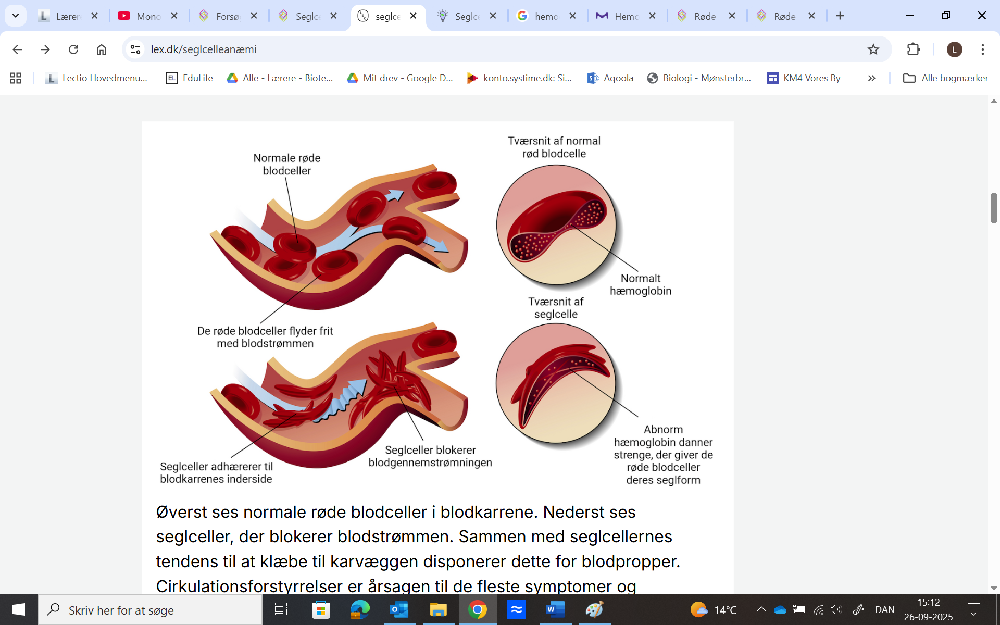 Lærer
Mono
Forsø
Seglce
seglce
Seglce
hemo
Hemo
Røde
Røde
lex.dk/seglcelleanæmi
L
Lectio Hovedmenu...
EL EduLife
Alle - Lærere - Biote...
Mit drev - Google D...
konto.systime.dk: Si...
Aqoola
Biologi - Mønsterbr...
KM4 Vores By
Alle bogmærker
Normale røde
blodceller
Tværsnit af normal
rød blodcelle
Normalt
hæmoglobin
De røde blodceller flyder frit
med blodstrømmen
Tværsnit af
seglcelle
Seglceller adhærerer til
blodkarrenes inderside
Seglceller blokerer
blodgennemstrømningen
Abnorm
hæmoglobin danner
strenge, der giver de
røde blodceller
deres seglform
Øverst ses normale røde blodceller i blodkarrene. Nederst ses
seglceller, der blokerer blodstrømmen. Sammen med seglcellernes
tendens til at klæbe til karvæggen disponerer dette for blodpropper.
Cirkulationsforstyrrelser er årsagen til de fleste symptomer og
Skriv her for at søge
14°C
DAN
15:12
26-09-2025